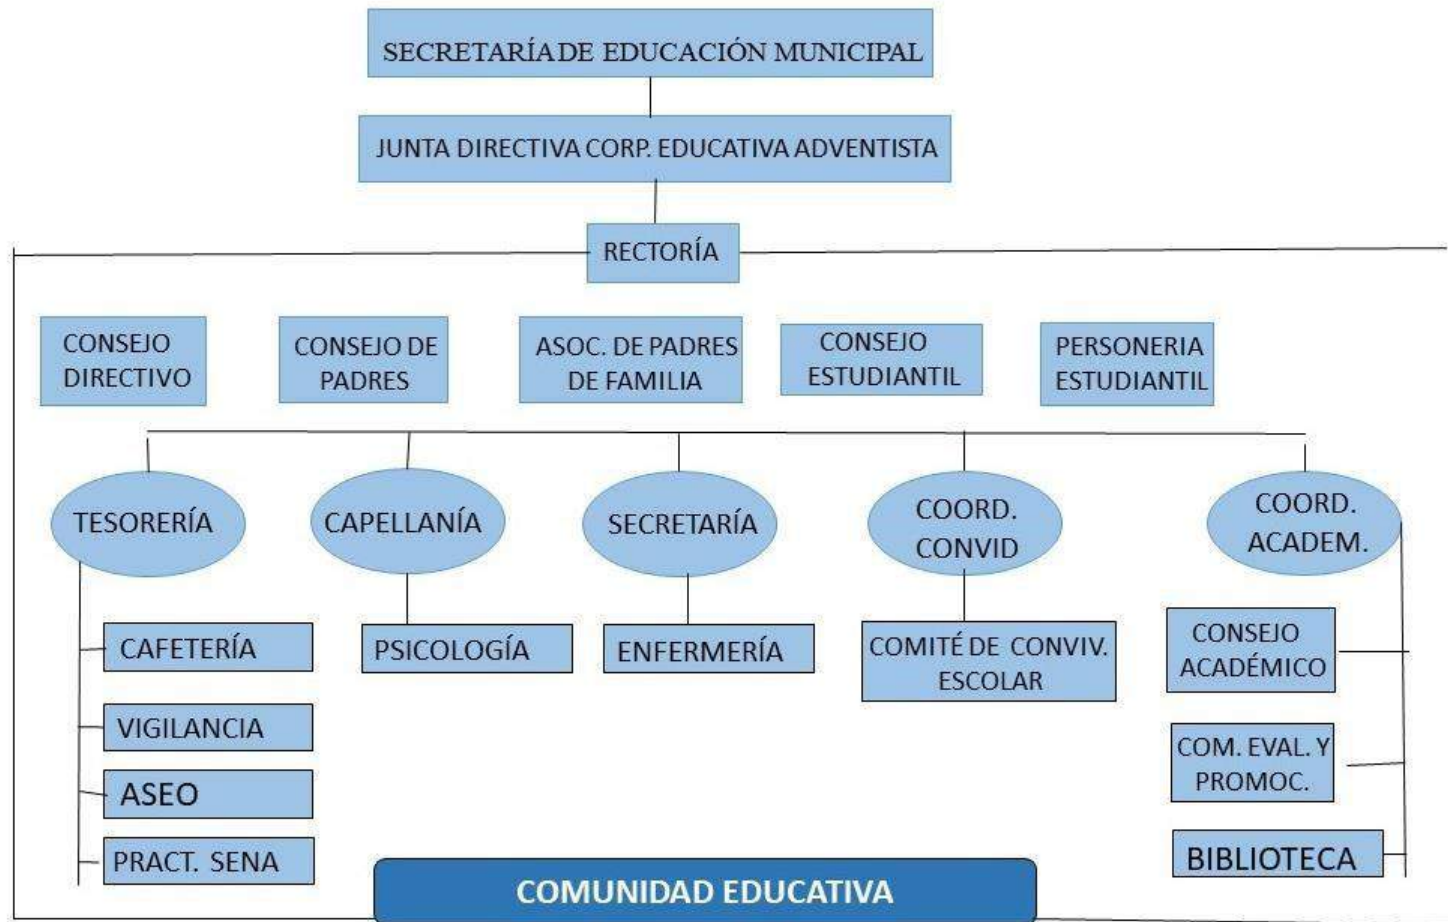 SECRETARÍA DE EDUCACIÓN MUNICIPAL
JUNTA DIRECTIVA CORP. EDUCATIVA ADVENTISTA
RECTORÍA
CONSEJO
DIRECTIVO
CONSEJO DE
PADRES
ASOC. DE PADRES
DE FAMILIA
CONSEJO
ESTUDIANTIL
PERSONERIA
ESTUDIANTIL
TESORERÍA
CAPELLANÍA
SECRETARÍA
COORD.
CONVID
COORD.
ACADEM.
CAFETERÍA
VIGILANCIA
ASEO
PRACT. SENA
PSICOLOGÍA
ENFERMERÍA
COMITÉ DE CONVIV.
ESCOLAR
CONSEJO
ACADÉMICO
COM. EVAL. Y
PROMOC.
BIBLIOTECA
COMUNIDAD EDUCATIVA